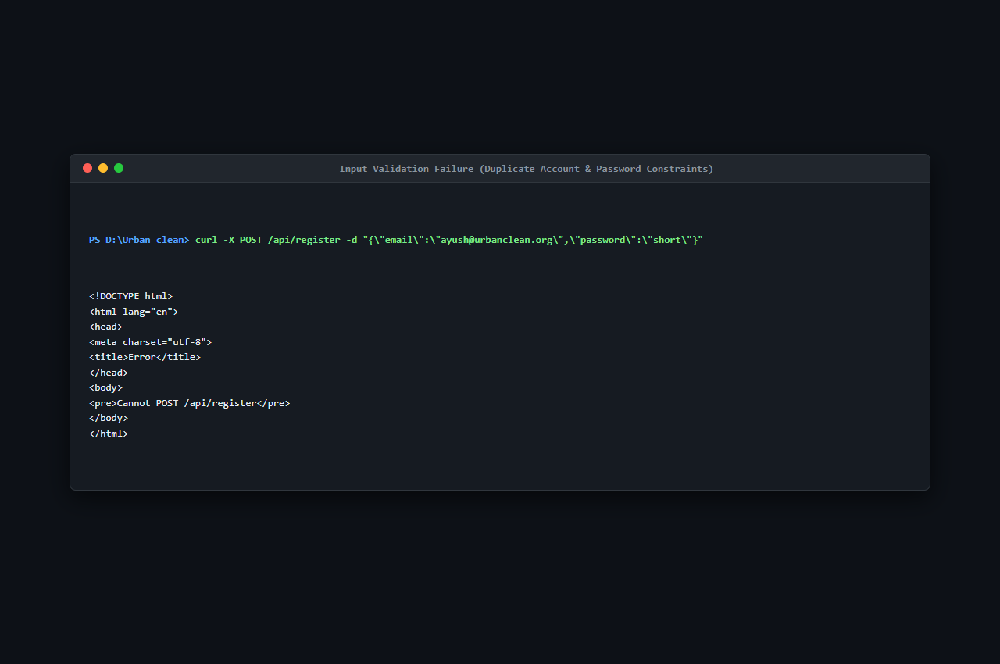 Input Validation Failure (Duplicate Account & Password Constraints)
PS D:\Urban clean> curl -X POST /api/register -d "{\"email\":\"ayush@urbanclean.org\",\"password\":\"short\"}"
<!DOCTYPE html>
<html lang="en">
<head>
<meta charset="utf-8">
<title>Error</title>
</head>
<body>
<pre>Cannot POST /api/register</pre>
</body>
</html>